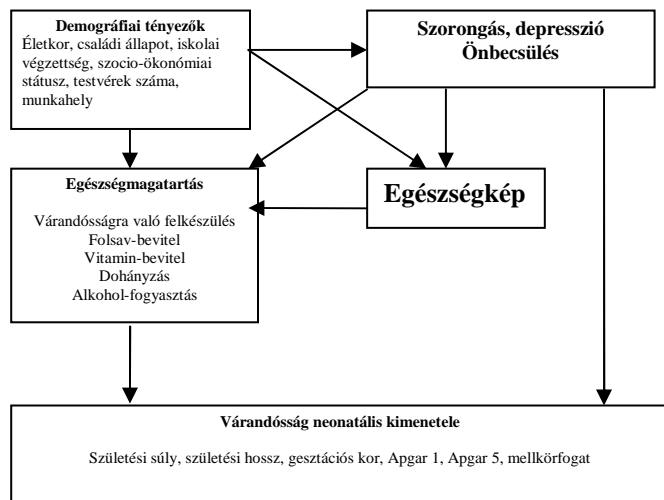 Demográfiai tényezők
Életkor, családi állapot, iskolai
végzettség, szocio-ökonómiai
státusz, testvérek száma,
munkahely
Szorongás, depresszió
Önbecsülés
Egészségmagatartás
Várandósságra való felkészülés
Folsav-bevitel
Vitamin-bevitel
Dohányzás
Alkohol-fogyasztás
Egészségkép
Várandósság neonatális kimenetele
Születési súly, születési hossz, gesztációs kor, Apgar 1, Apgar 5, mellkörfogat